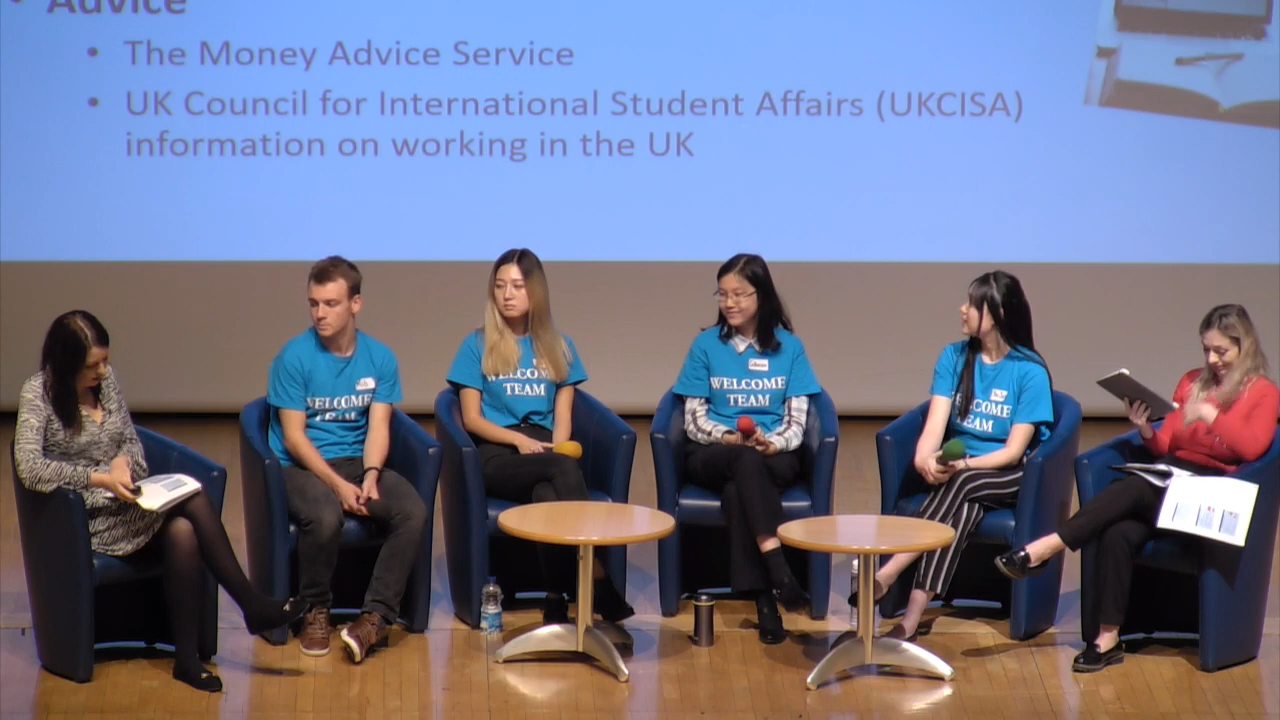 • Advice
• The Money Advice Service
• UK Council for International Student Affairs (UKCISA)
information on working in the UK
WELCOME
TEAM
WELCOME
TEAM
WELCOME
TEAM
WELCOME
TEAM